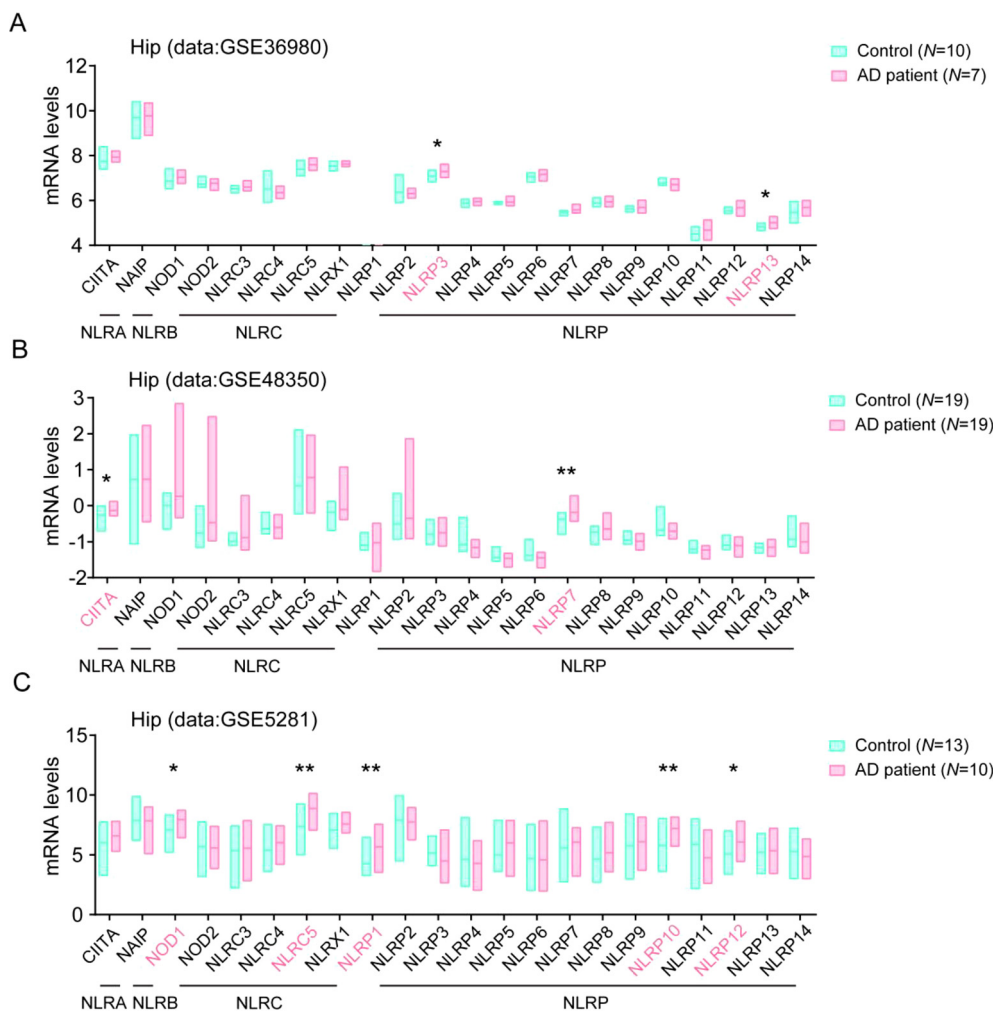 A
Hip (data:GSE36980)
Control (N=10)
AD patient (N=7)
mRNA levels
12
10
8
6
4
*
*
CIITA NAIP NOD1 NOD2 NLRC3 NLRC4 NLRC5 NLRX1 NLRP1 NLRP2 NLRP3 NLRP4 NLRP5 NLRP6 NLRP7 NLRP8 NLRP9 NLRP10 NLRP11 NLRP12 NLRP13 NLRP14
NLRA NLRB NLRC NLRP
B
Hip (data:GSE48350)
Control (N=19)
AD patient (N=19)
mRNA levels
3
2
1
0
-1
-2
*
**
CIITA NAIP NOD1 NOD2 NLRC3 NLRC4 NLRC5 NLRX1 NLRP1 NLRP2 NLRP3 NLRP4 NLRP5 NLRP6 NLRP7 NLRP8 NLRP9 NLRP10 NLRP11 NLRP12 NLRP13 NLRP14
NLRA NLRB NLRC NLRP
C
Hip (data:GSE5281)
Control (N=13)
AD patient (N=10)
mRNA levels
15
10
5
0
* ** ** ** *
CIITA NAIP NOD1 NOD2 NLRC3 NLRC4 NLRC5 NLRX1 NLRP1 NLRP2 NLRP3 NLRP4 NLRP5 NLRP6 NLRP7 NLRP8 NLRP9 NLRP10 NLRP11 NLRP12 NLRP13 NLRP14
NLRA NLRB NLRC NLRP